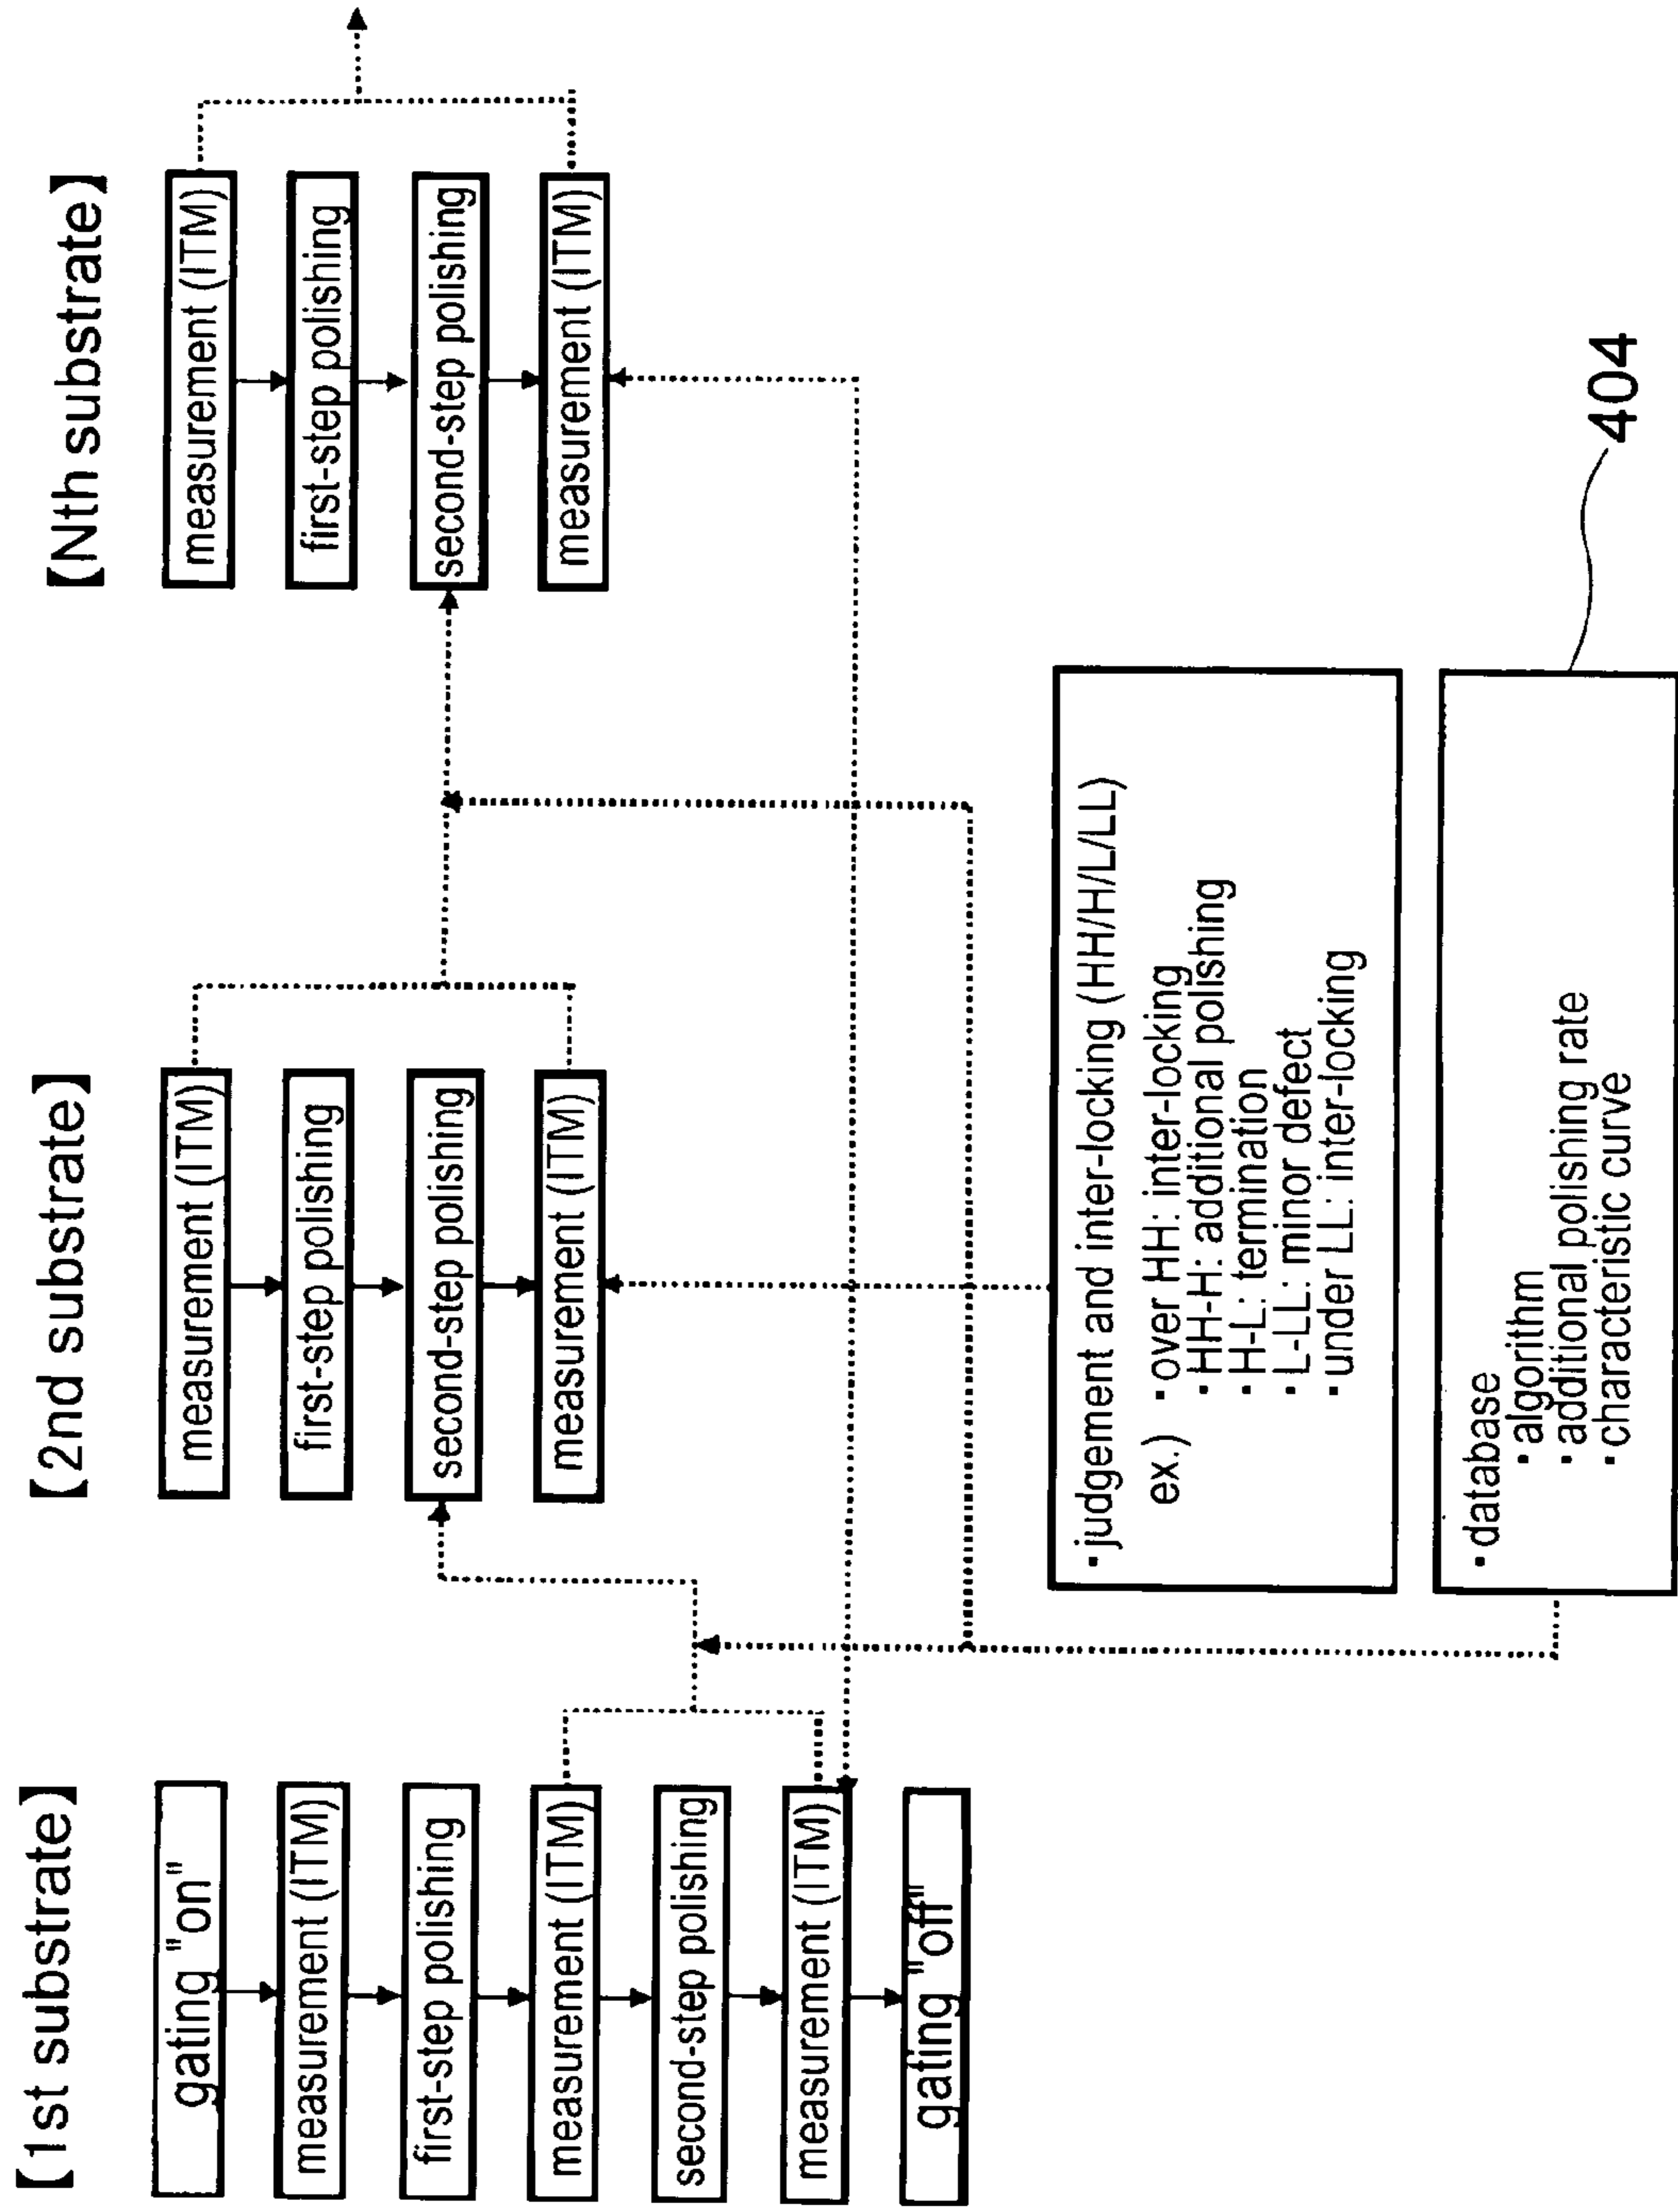 【1st substrate】
gating "on"
measurement (ITM)
first-step polishing
measurement (ITM)
second-step polishing
measurement (ITM)
gating "off"
【2nd substrate】
measurement (ITM)
first-step polishing
second-step polishing
measurement (ITM)
【Nth substrate】
measurement (ITM)
first-step polishing
second-step polishing
measurement (ITM)
・judgement and inter-locking (HH/H/L/LL)
ex.) ・over HH: inter-locking
・HH-H: additional polishing
・H-L: termination
・L-LL: minor defect
・under LL: inter-locking
・database
・algorithm
・additional polishing rate
・characteristic curve
404